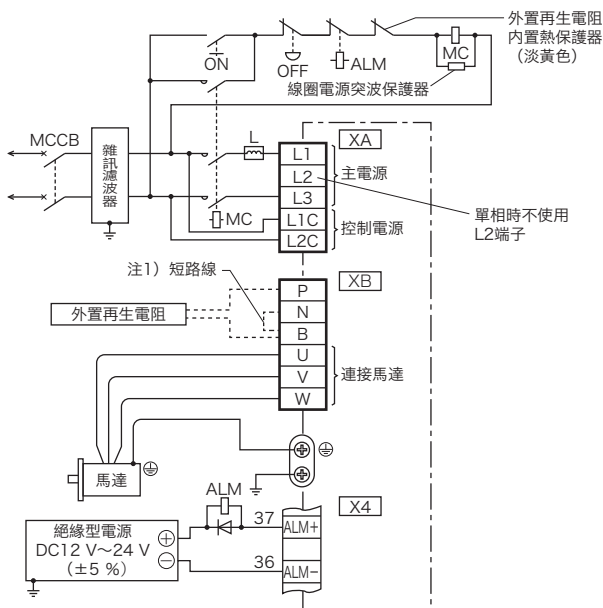 外置再生電阻
內置熱保護器
（淡黃色）
ON
OFF
ALM
MC
線圈電源突波保護器
MCCB
雜訊濾波器
L
XA
L1
L2
L3
L1C
L2C
主電源
控制電源
MC
單相時不使用
L2端子
注1）短路線
XB
外置再生電阻
P
N
B
U
V
W
連接馬達
馬達
ALM
X4
絕緣型電源
DC12 V～24 V
（±5 %）
37
ALM+
36
ALM−